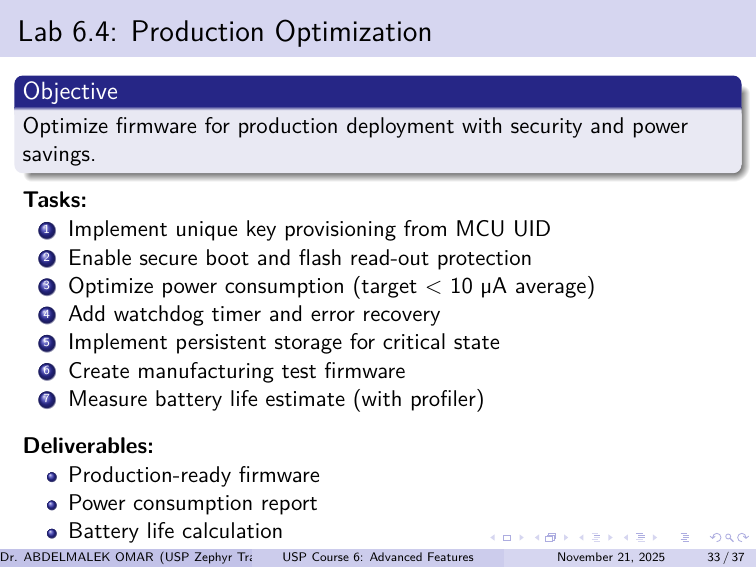 Lab 6.4: Production Optimization
Objective
Optimize firmware for production deployment with security and power
savings.
Tasks:
1 Implement unique key provisioning from MCU UID
2 Enable secure boot and flash read-out protection
3 Optimize power consumption (target < 10 µA average)
4 Add watchdog timer and error recovery
5 Implement persistent storage for critical state
6 Create manufacturing test firmware
7 Measure battery life estimate (with profiler)
Deliverables:
Production-ready firmware
Power consumption report
Battery life calculation
Dr. ABDELMALEK OMAR (USP Zephyr Tra USP Course 6: Advanced Features November 21, 2025 33 / 37